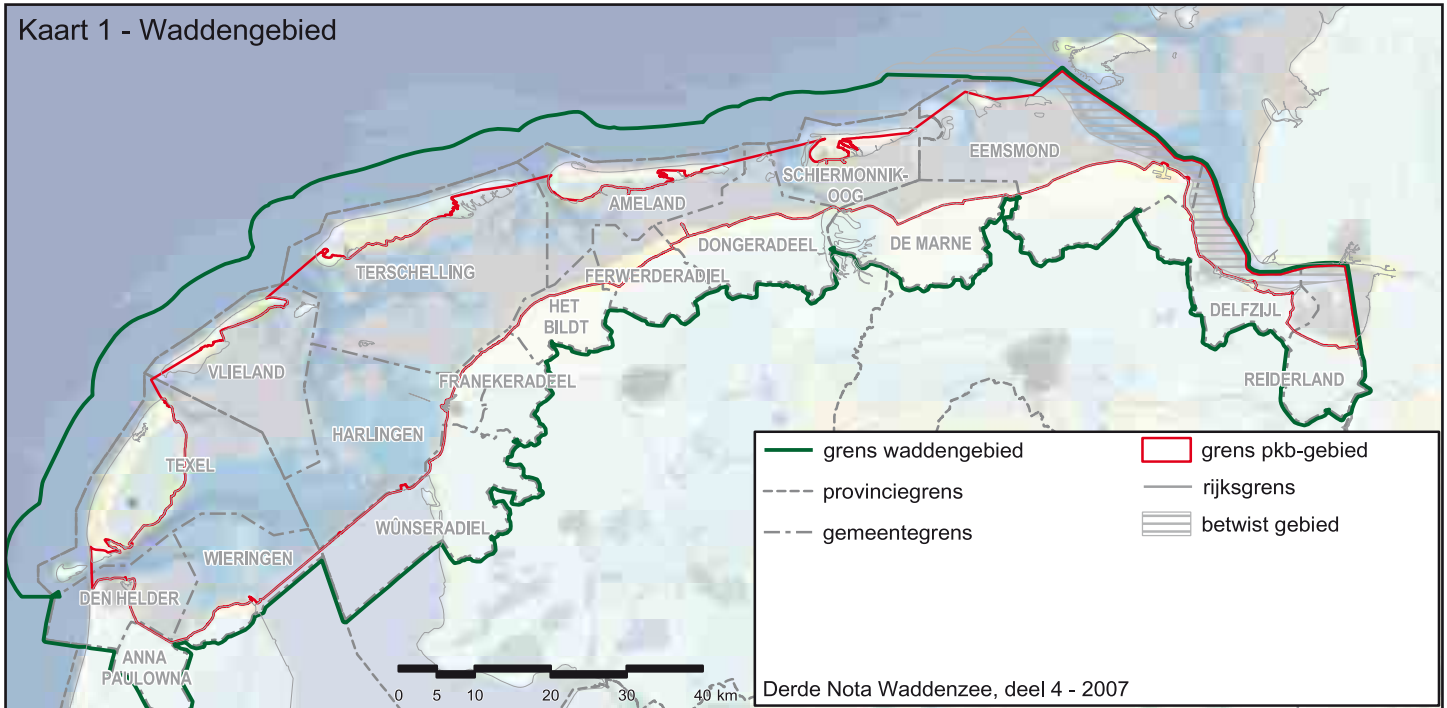 Kaart 1 - Waddengebied
EEMSMOND
SCHIERMONNIK-
OOG
AMELAND
DONGERADEEL
DE MARNE
TERSCHELLING
FERWERDERADIEL
HET
BILDT
DELFZIJL
VLIELAND
FRANEKERADEEL
REIDERLAND
HARLINGEN
TEXEL
WÛNSERADIEL
WIERINGEN
DEN HELDER
ANNA
PAULOWNA
grens waddengebied
provinciegrens
gemeentegrens
grens pkb-gebied
rijksgrens
betwist gebied
0 5 10 20 30 40 km
Derde Nota Waddenzee, deel 4 - 2007